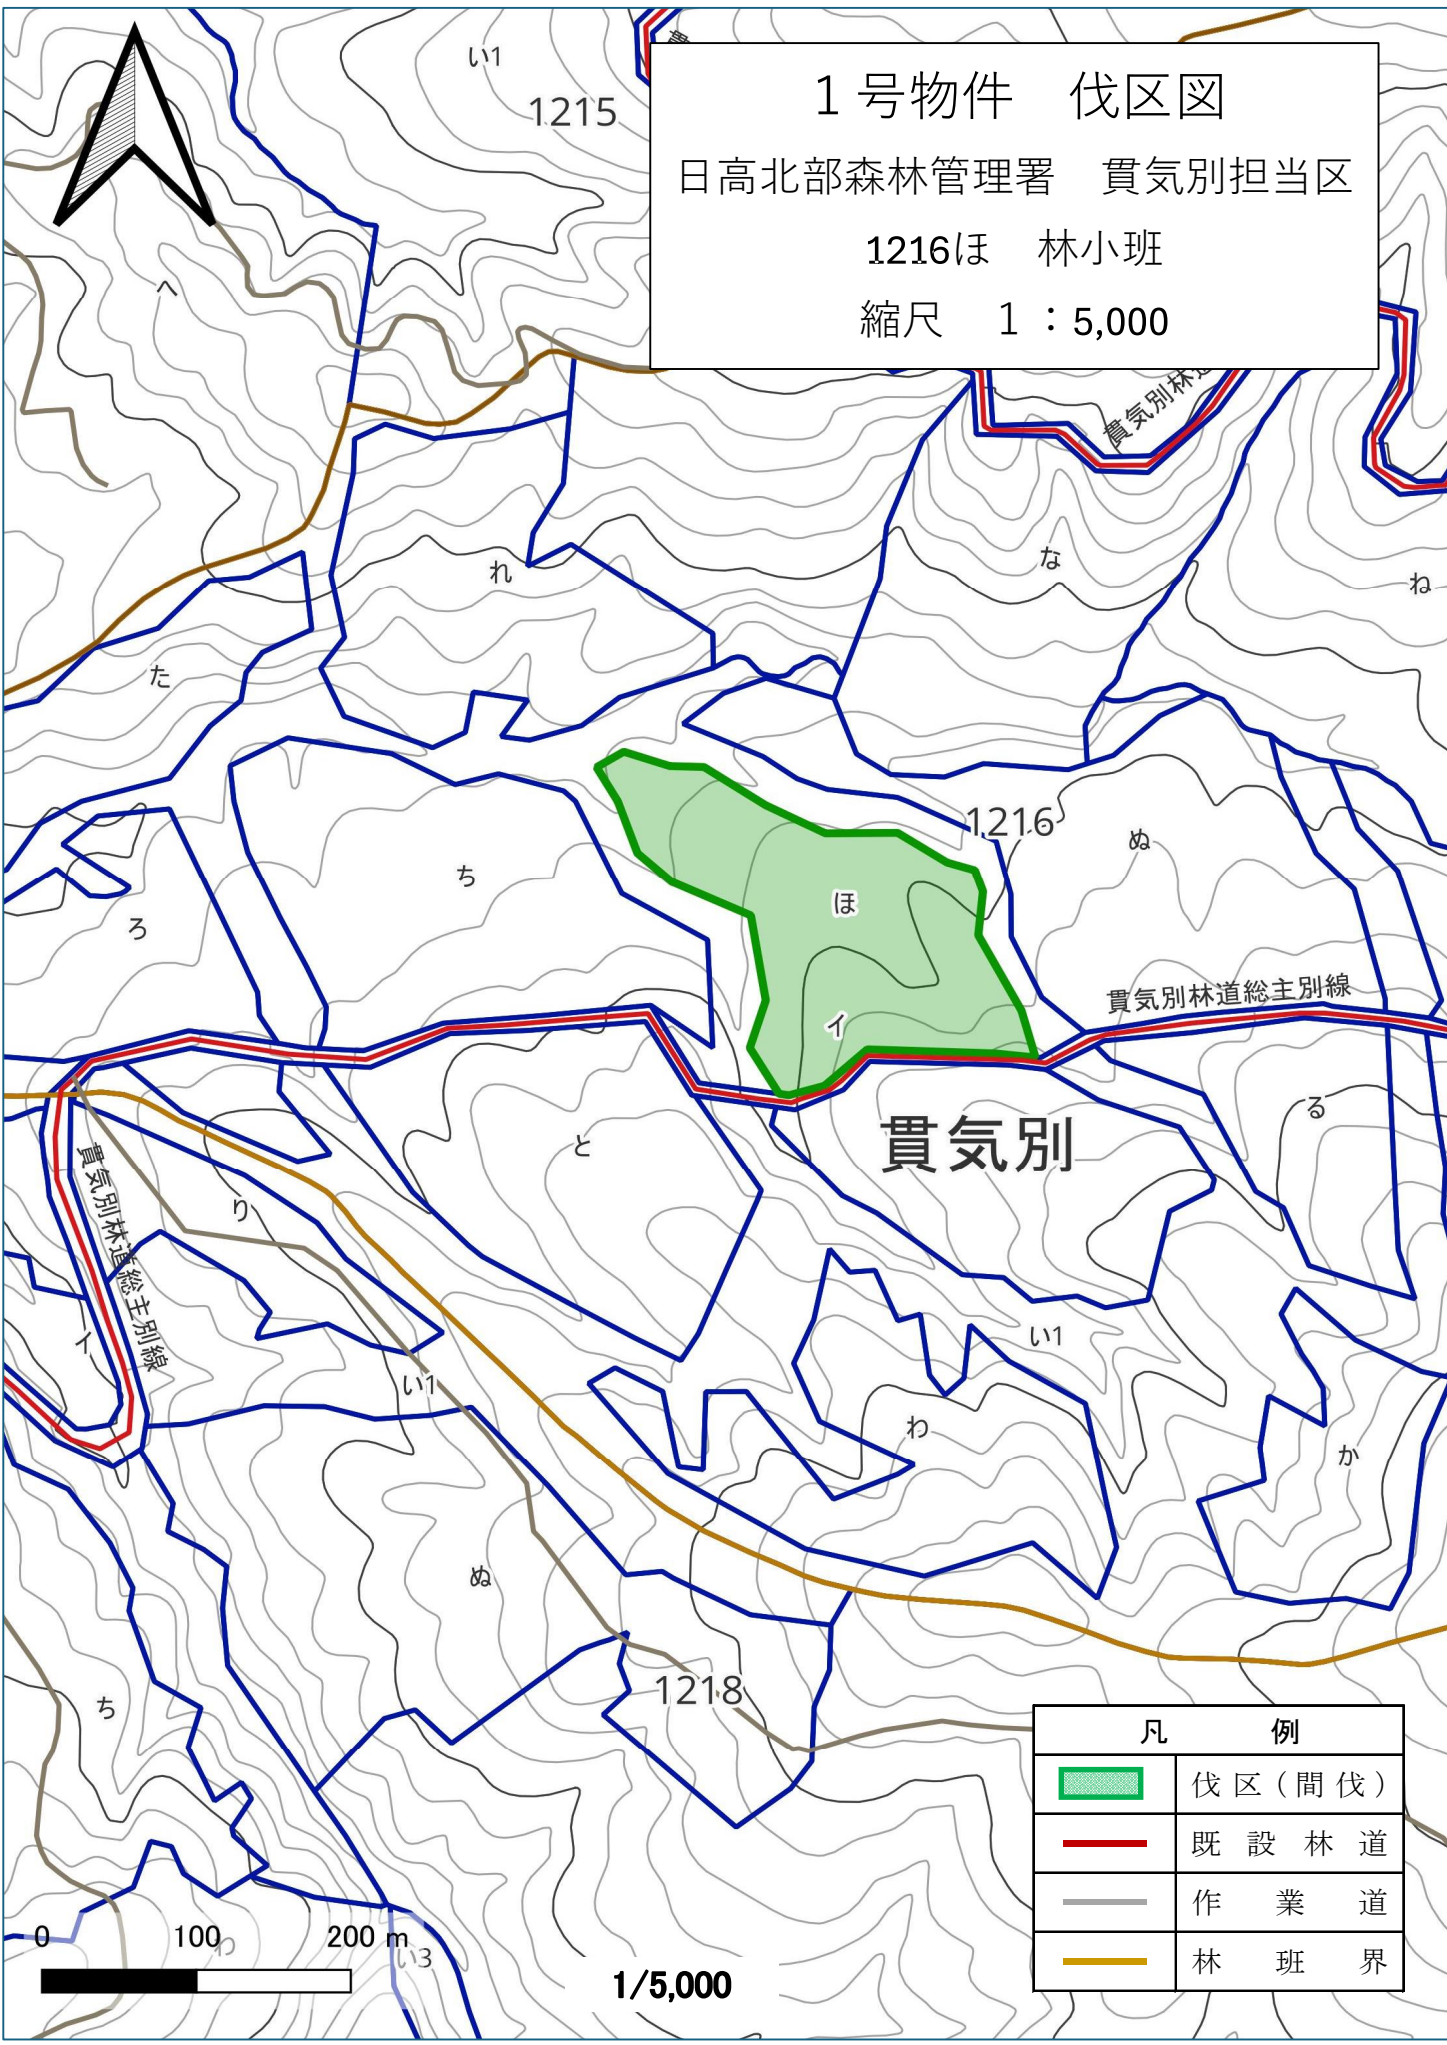 1号物件　伐区図
日高北部森林管理署　貫気別担当区
1216ほ　林小班
縮尺　1：5,000
い1
1215
貫気別林道
へ
れ
な
ね
た
1216
ぬ
ち
ほ
ろ
貫気別林道総主別線
イ
貫気別
る
と
り
貫気別林道総主別線
イ
い1
い1
わ
か
ぬ
1218
ち
凡例
伐区(間伐)
既設林道
作業道
林班界
0 100 200 m
わ
い3
1/5,000